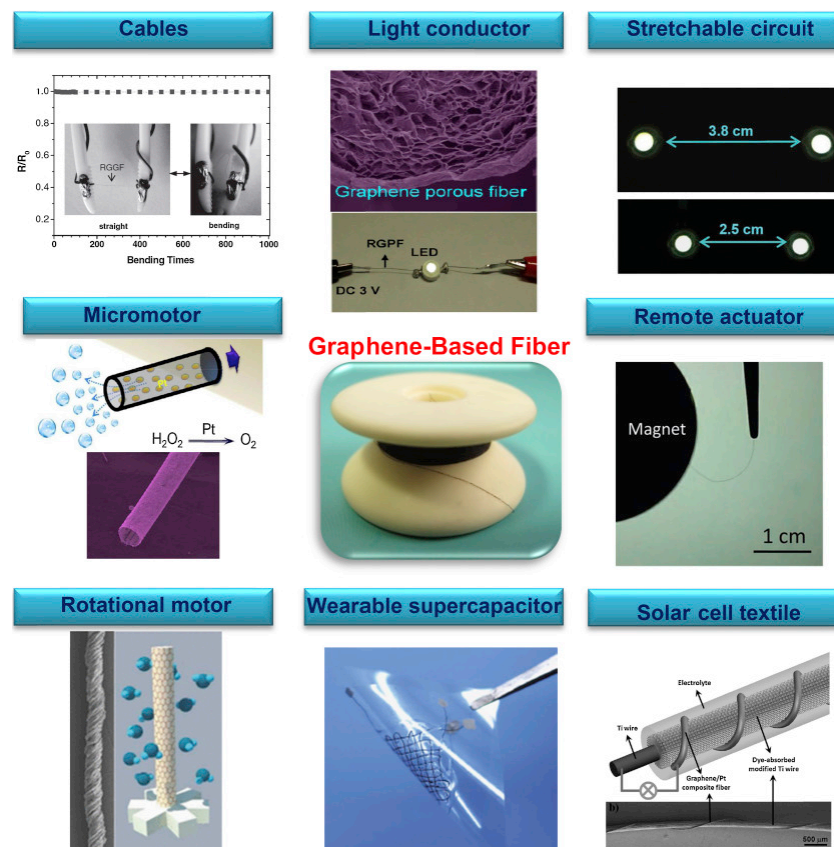 Cables
Light conductor
Stretchable circuit
1.0
0.8
0.6
0.4
0.2
R/R₀
RGGF
straight
bending
0
200
400
600
800
1000
Bending Times
Graphene porous fiber
RGPF
LED
DC 3 V
3.8 cm
2.5 cm
Micromotor
Pt
H₂O₂
Pt
O₂
Graphene-Based Fiber
Remote actuator
Magnet
1 cm
Rotational motor
Wearable supercapacitor
Solar cell textile
Electrolyte
Ti wire
Graphene/Pt
composite fiber
Dye-absorbed
modified Ti wire
b)
500 µm